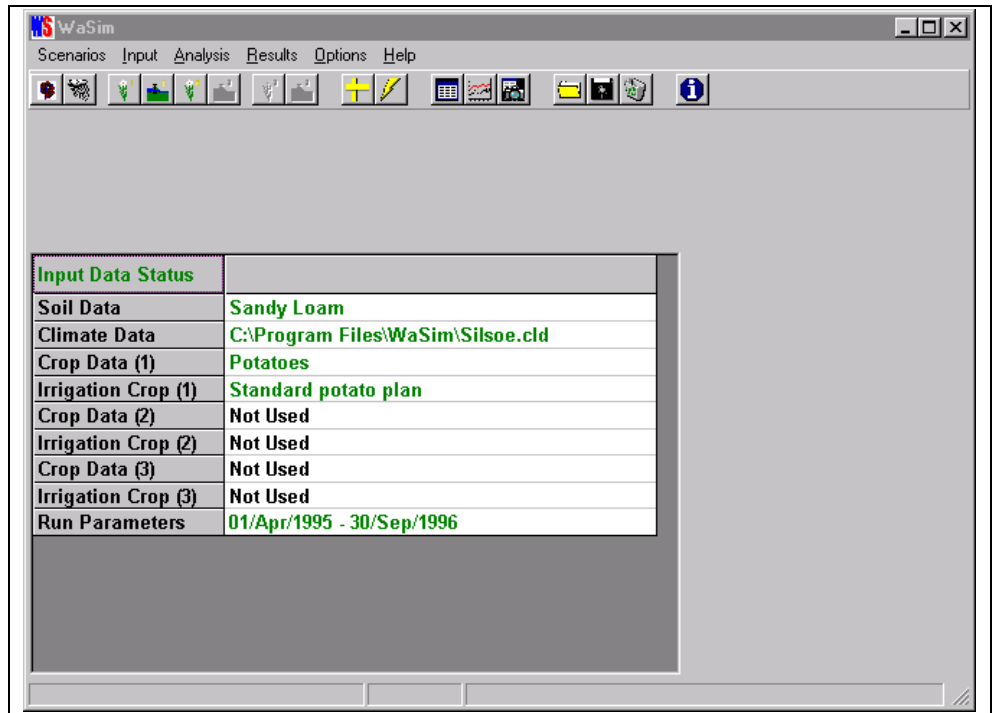 WS WaSim
Scenarios Input Analysis Results Options Help
Input Data Status
Soil Data Sandy Loam
Climate Data C:\Program Files\WaSim\Silsoe.cld
Crop Data (1) Potatoes
Irrigation Crop (1) Standard potato plan
Crop Data (2) Not Used
Irrigation Crop (2) Not Used
Crop Data (3) Not Used
Irrigation Crop (3) Not Used
Run Parameters 01/Apr/1995 - 30/Sep/1996